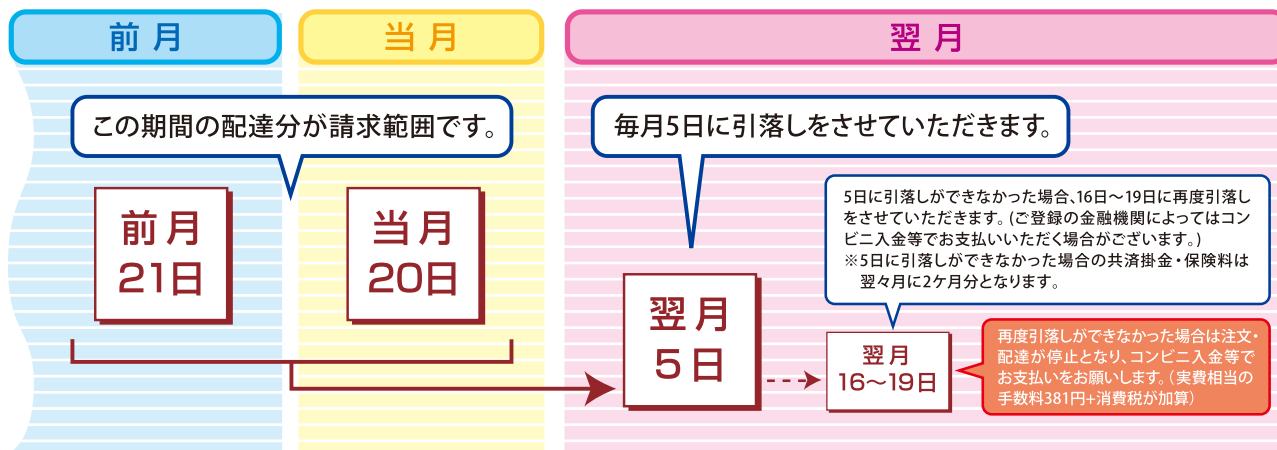 前月
当月
翌月
この期間の配達分が請求範囲です。
毎月5日に引落しをさせていただきます。
前月
21日
当月
20日
翌月
5日
5日に引落しができなかった場合、16日～19日に再度引落し
をさせていただきます。(ご登録の金融機関によってはコン
ビニ入金等でお支払いいただく場合がございます。)
※5日に引落しができなかった場合の共済掛金・保険料は
翌々月に2ケ月分となります。
翌月
16～19日
再度引落しができなかった場合は注文・
配達が停止となり、コンビニ入金等で
お支払いをお願いします。（実費相当の
手数料381円+消費税が加算）